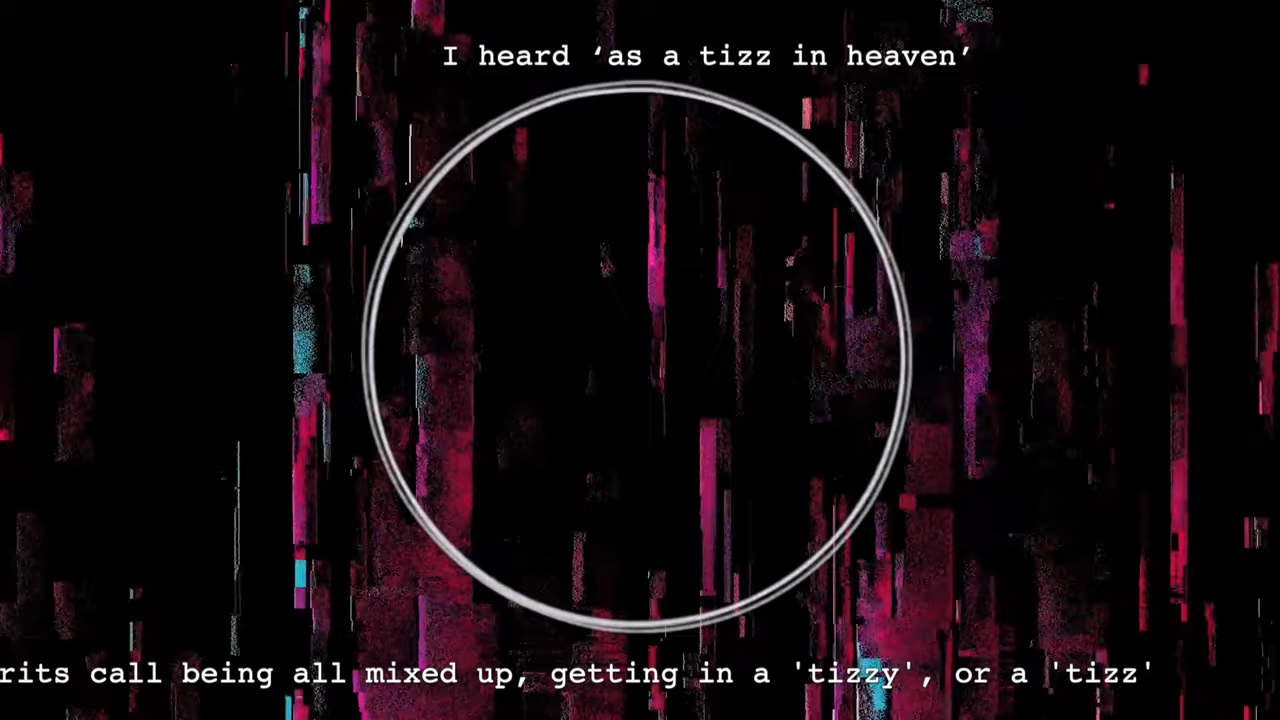 I heard ‘as a tizz in heaven’
rits call being all mixed up, getting in a 'tizzy', or a 'tizz'